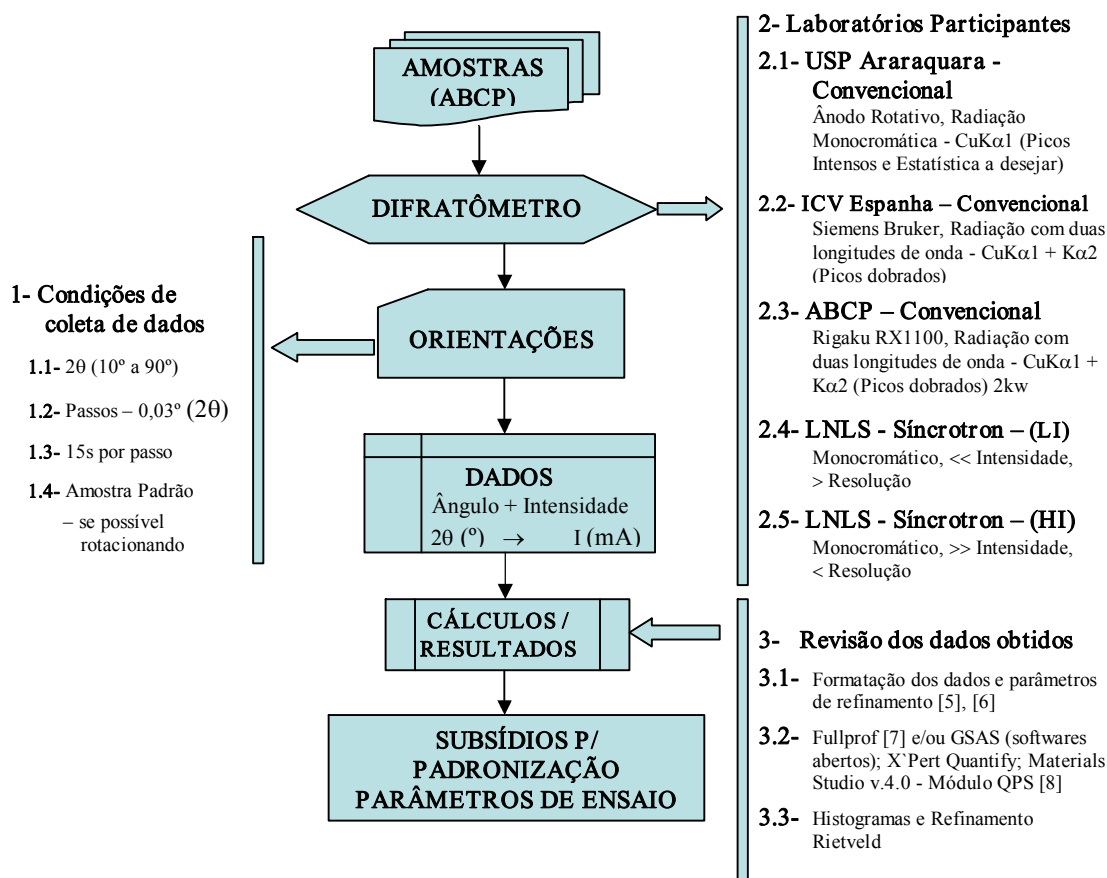 AMOSTRAS
(ABCP)
DIFRATÔMETRO
ORIENTAÇÕES
DADOS
Ângulo + Intensidade
2θ (º) → I (mA)
CÁLCULOS /
RESULTADOS
SUBSÍDIOS P/
PADRONIZAÇÃO
PARÂMETROS DE ENSAIO
1- Condições de
coleta de dados
1.1- 2θ (10º a 90º)
1.2- Passos – 0,03º (2θ)
1.3- 15s por passo
1.4- Amostra Padrão
– se possível
rotacionando
2- Laboratórios Participantes
2.1- USP Araraquara -
Convencional
Ânodo Rotativo, Radiação
Monocromática - CuKα1 (Picos
Intensos e Estatística a desejar)
2.2- ICV Espanha – Convencional
Siemens Bruker, Radiação com duas
longitudes de onda - CuKα1 + Kα2
(Picos dobrados)
2.3- ABCP – Convencional
Rigaku RX1100, Radiação com
duas longitudes de onda - CuKα1 +
Kα2 (Picos dobrados) 2kw
2.4- LNLS - Síncrotron – (LI)
Monocromático, << Intensidade,
> Resolução
2.5- LNLS - Síncrotron – (HI)
Monocromático, >> Intensidade,
< Resolução
3- Revisão dos dados obtidos
3.1- Formatação dos dados e parâmetros
de refinamento [5], [6]
3.2- Fullprof [7] e/ou GSAS (softwares
abertos); X`Pert Quantify; Materials
Studio v.4.0 - Módulo QPS [8]
3.3- Histogramas e Refinamento
Rietveld